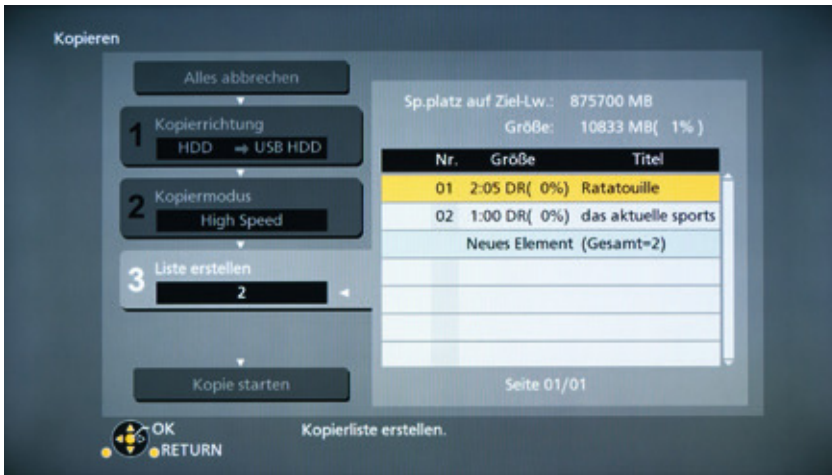 Kopieren
Alles abbrechen
1 Kopierrichtung
HDD ⇒ USB HDD
2 Kopiermodus
High Speed
3 Liste erstellen
2
Kopie starten
Sp.platz auf Ziel-Lw.: 875700 MB
Größe: 10833 MB( 1% )
Nr. Größe Titel
01 2:05 DR( 0%) Ratatouille
02 1:00 DR( 0%) das aktuelle sports
Neues Element (Gesamt=2)
Seite 01/01
OK
RETURN
Kopierliste erstellen.